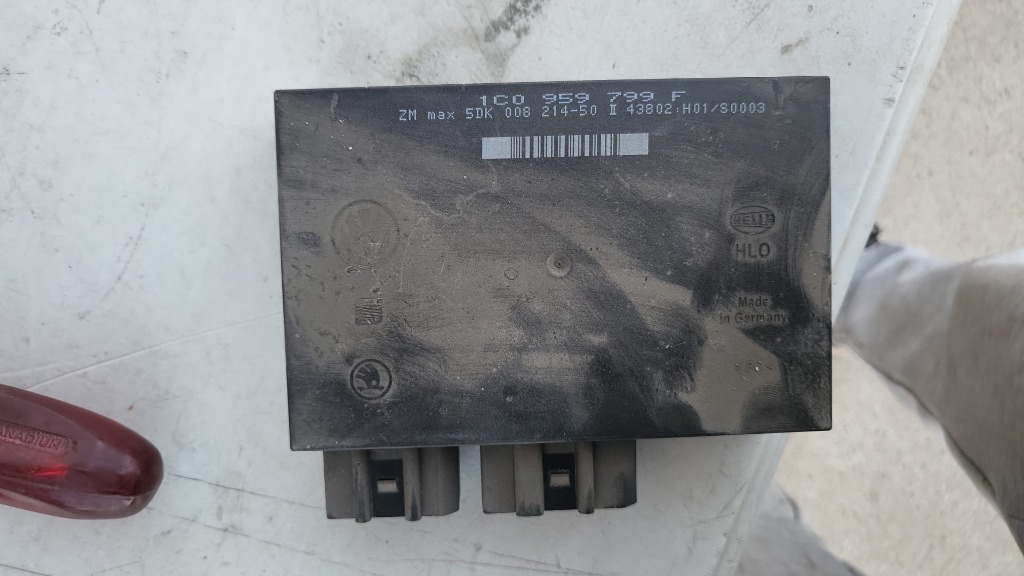 1C0 959 799 F
ZM max 5DK 008 214-50 II 43802:H01/S0003
HELLA
HLO
Made
in Germany